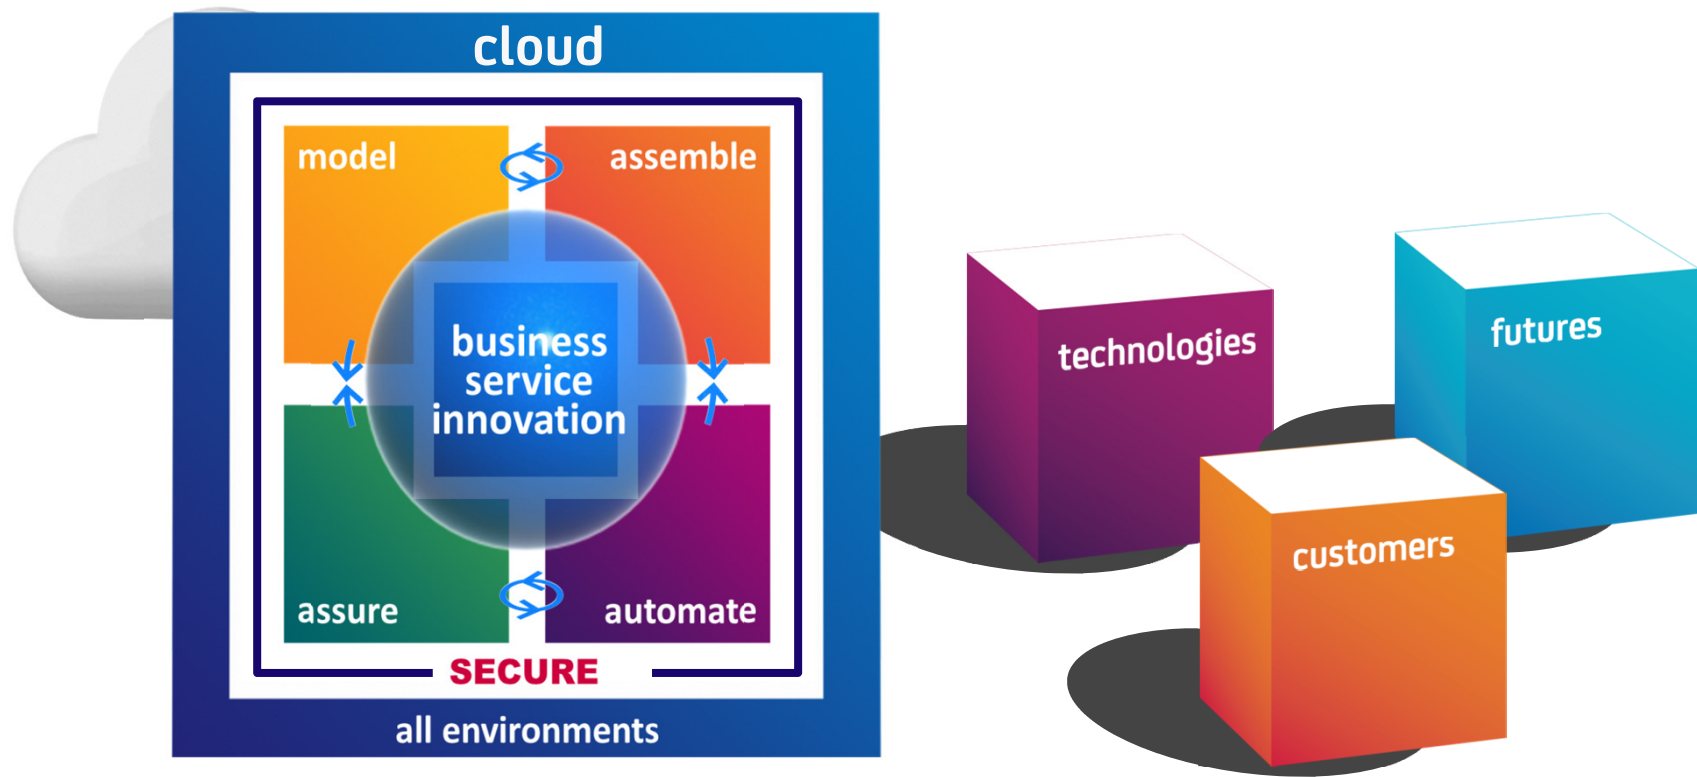 cloud
model
assemble
business
service
innovation
assure
automate
SECURE
all environments
technologies
futures
customers